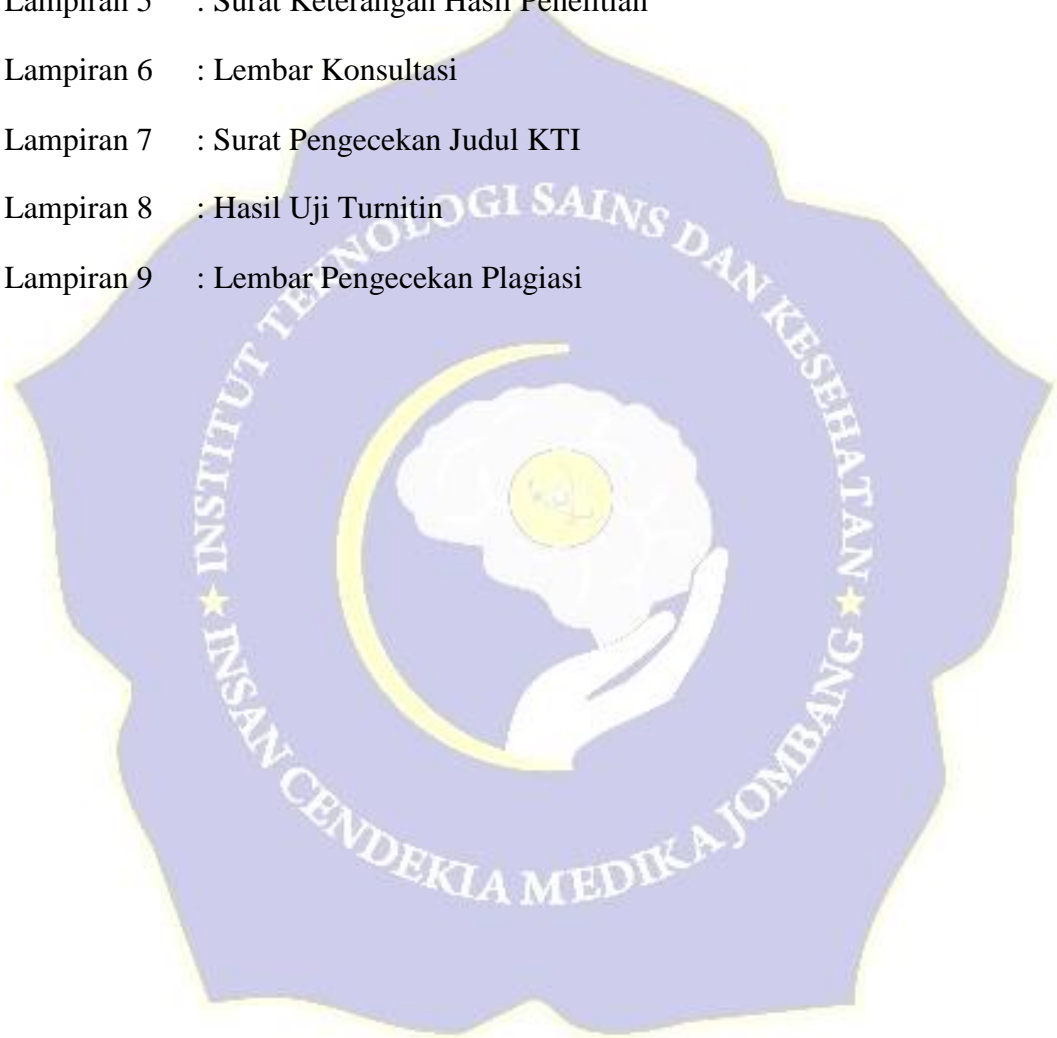 Lampiran 5 : Surat Keterangan Hasil Penelitian
Lampiran 6 : Lembar Konsultasi
Lampiran 7 : Surat Pengecekan Judul KTI
Lampiran 8 : Hasil Uji Turnitin
Lampiran 9 : Lembar Pengecekan Plagiasi
INSTITUT TEKNOLOGI SAINS DAN KESEHATAN
INSAN CENDEKIA MEDIKA JOMBANG